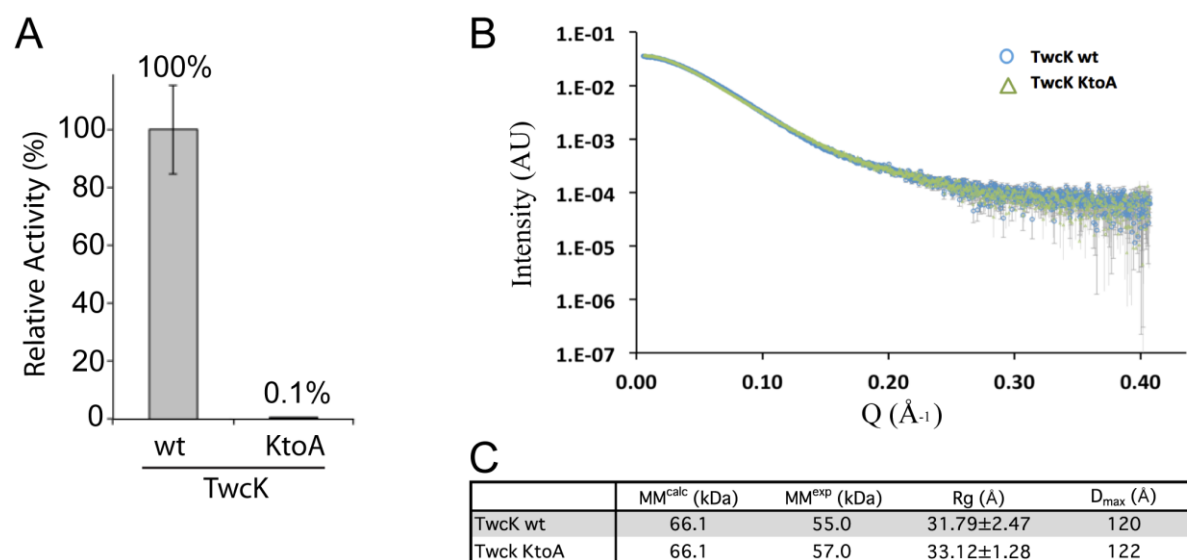 A
100%
Relative Activity (%)
100
80
60
40
20
0
0.1%
wt KtoA
TwcK
B
Intensity (AU)
1.E-01
1.E-02
1.E-03
1.E-04
1.E-05
1.E-06
1.E-07
TwcK wt
TwcK KtoA
0.00 0.10 0.20 0.30 0.40
Q (Å-1)
C
MMcalc (kDa) MMexp (kDa) Rg (Å) Dmax (Å)
TwcK wt 66.1 55.0 31.79±2.47 120
Twck KtoA 66.1 57.0 33.12±1.28 122